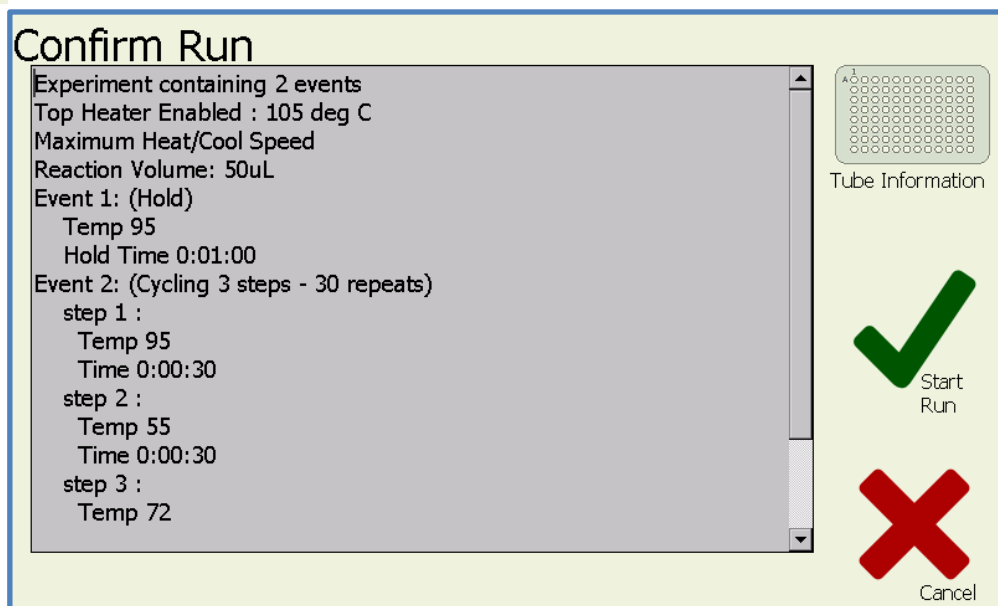 Confirm Run
Experiment containing 2 events
Top Heater Enabled : 105 deg C
Maximum Heat/Cool Speed
Reaction Volume: 50uL
Event 1: (Hold)
Temp 95
Hold Time 0:01:00
Event 2: (Cycling 3 steps - 30 repeats)
step 1 :
Temp 95
Time 0:00:30
step 2 :
Temp 55
Time 0:00:30
step 3 :
Temp 72
1
A
Tube Information
Start
Run
Cancel